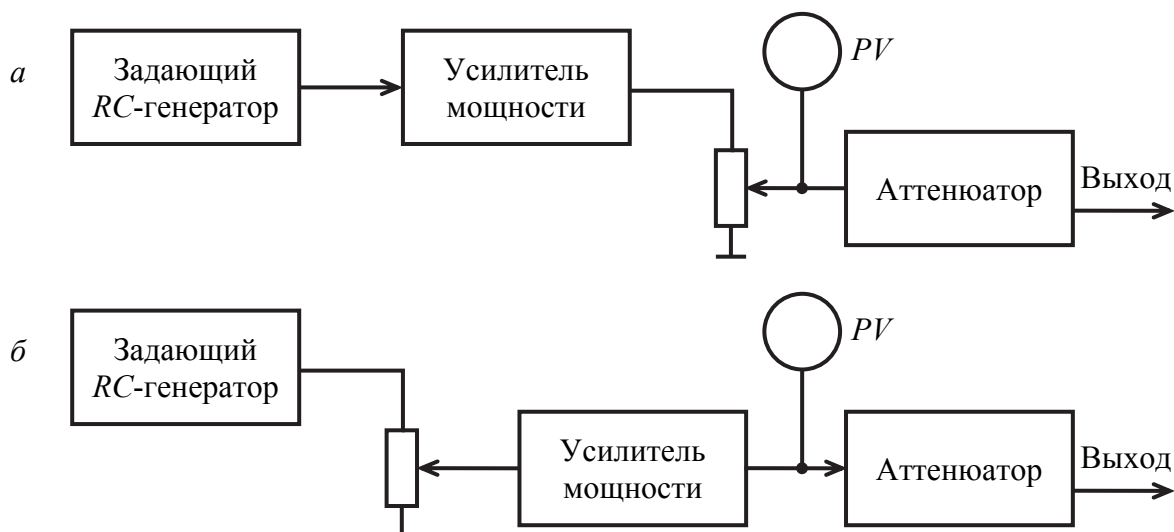 а
Задающий
RC-генератор
Усилитель
мощности
PV
Аттенюатор
Выход
б
Задающий
RC-генератор
Усилитель
мощности
PV
Аттенюатор
Выход